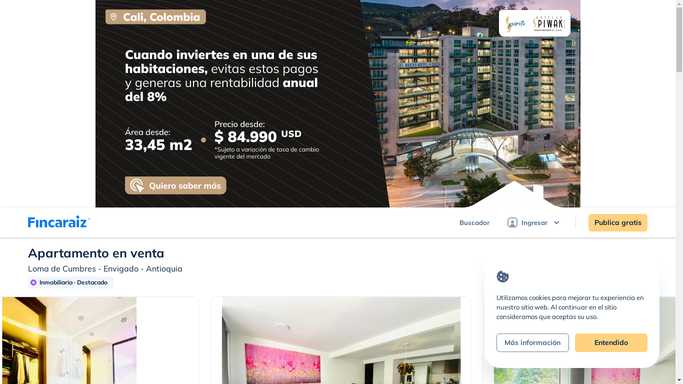 Cali, Colombia
Cuando inviertes en una de sus
habitaciones, evitas estos pagos
y generas una rentabilidad anual
del 8%
Área desde:
33,45 m2
Precio desde:
$ 84.990 USD
*Sujeto a variación de tasa de cambio
vigente del mercado
Quiero saber más
SPIWAK
Fincaraiz
Buscador
Ingresar
Publica gratis
Apartamento en venta
Loma de Cumbres - Envigado - Antioquia
Inmobiliaria · Destacado
Utilizamos cookies para mejorar tu experiencia en
nuestro sitio web. Al continuar en el sitio
consideramos que aceptas su uso.
Más información
Entendido